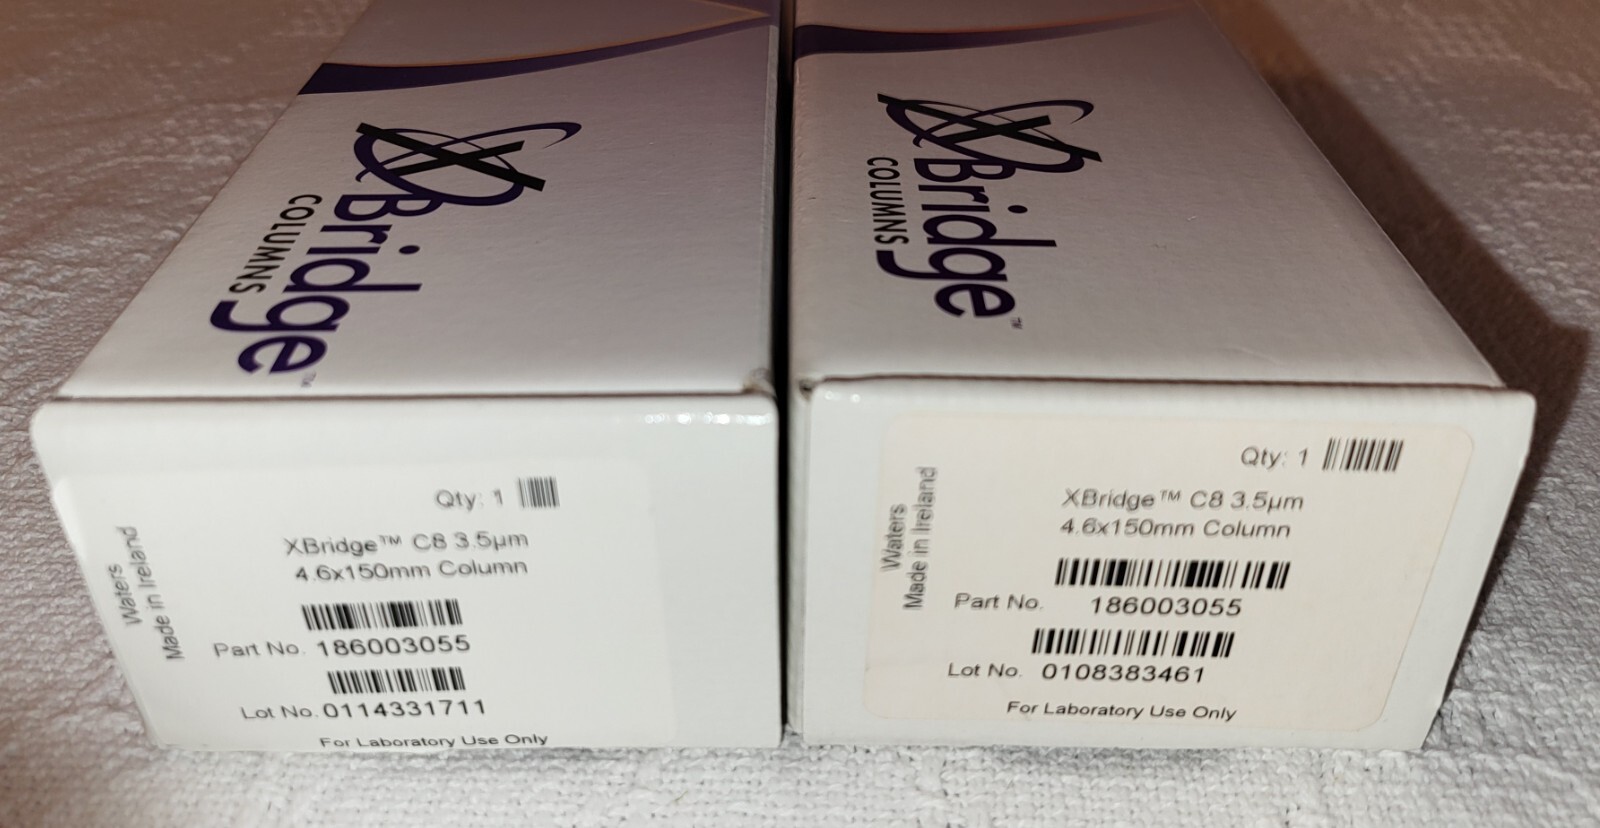 XBridge™
COLUMNS
Qty: 1
XBridge™ C8 3.5µm
4.6x150mm Column
Part No. 186003055
Lot No. 0114331711
For Laboratory Use Only
Waters
Made in Ireland
XBridge™
COLUMNS
Qty: 1
XBridge™ C8 3.5µm
4.6x150mm Column
Part No. 186003055
Lot No. 0108383461
For Laboratory Use Only
Waters
Made in Ireland